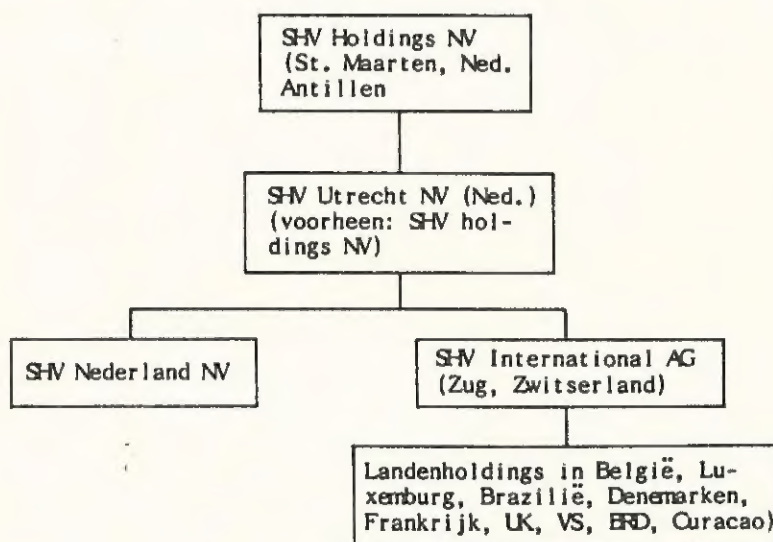 SHV Holdings NV
(St. Maarten, Ned.
Antillen
SHV Utrecht NV (Ned.)
(voorheen: SHV hol-
dings NV)
SHV Nederland NV
SHV International AG
(Zug, Zwitserland)
Landenholdings in België, Lu-
xemburg, Brazilië, Denemarken,
Frankrijk, UK, VS, BRD, Curacao)